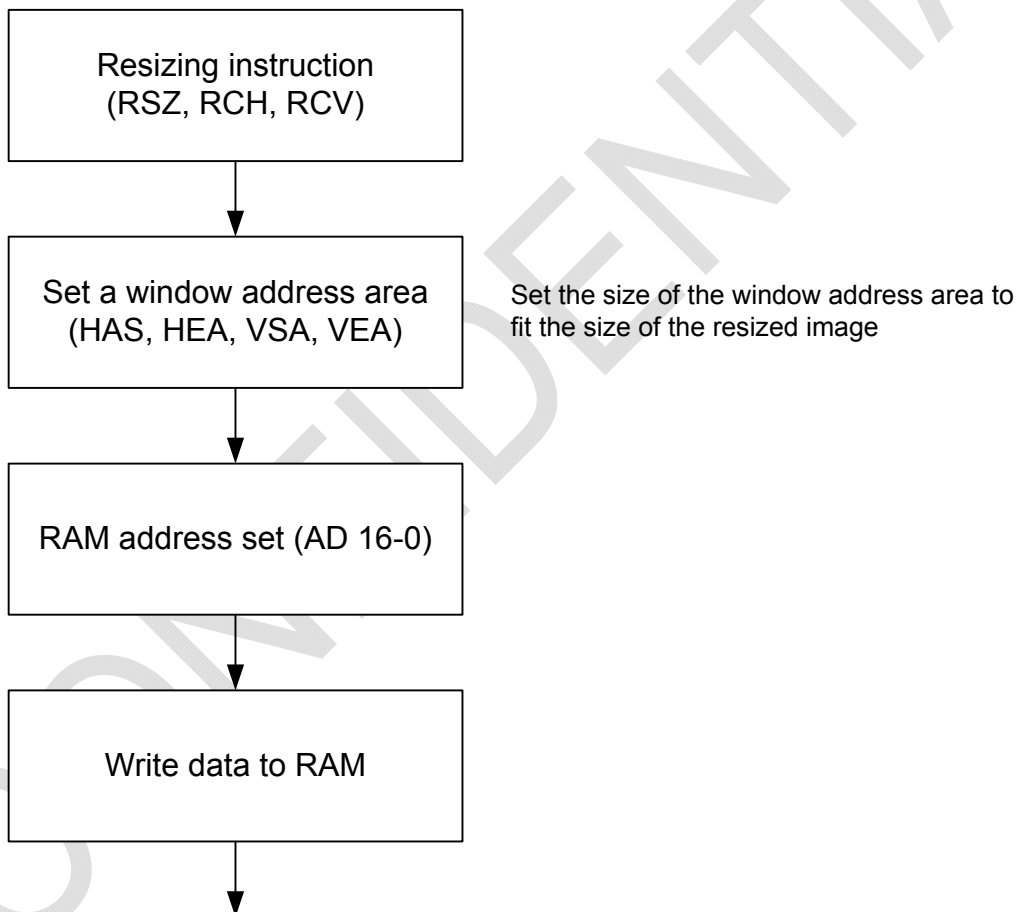 Resizing instruction
(RSZ, RCH, RCV)
Set a window address area
(HAS, HEA, VSA, VEA)
Set the size of the window address area to
fit the size of the resized image
RAM address set (AD 16-0)
Write data to RAM
CONFIDENTIA